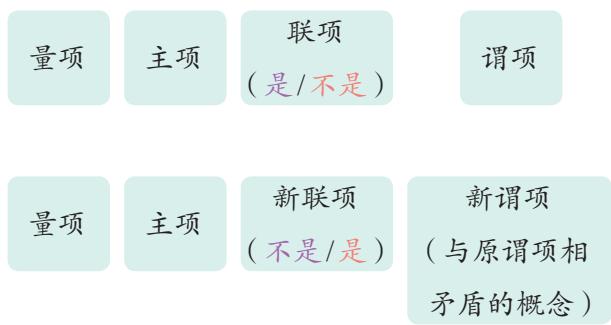 量项
主项
联项
（是/不是）
谓项
量项
主项
新联项
（不是/是）
新谓项
（与原谓项相
矛盾的概念）